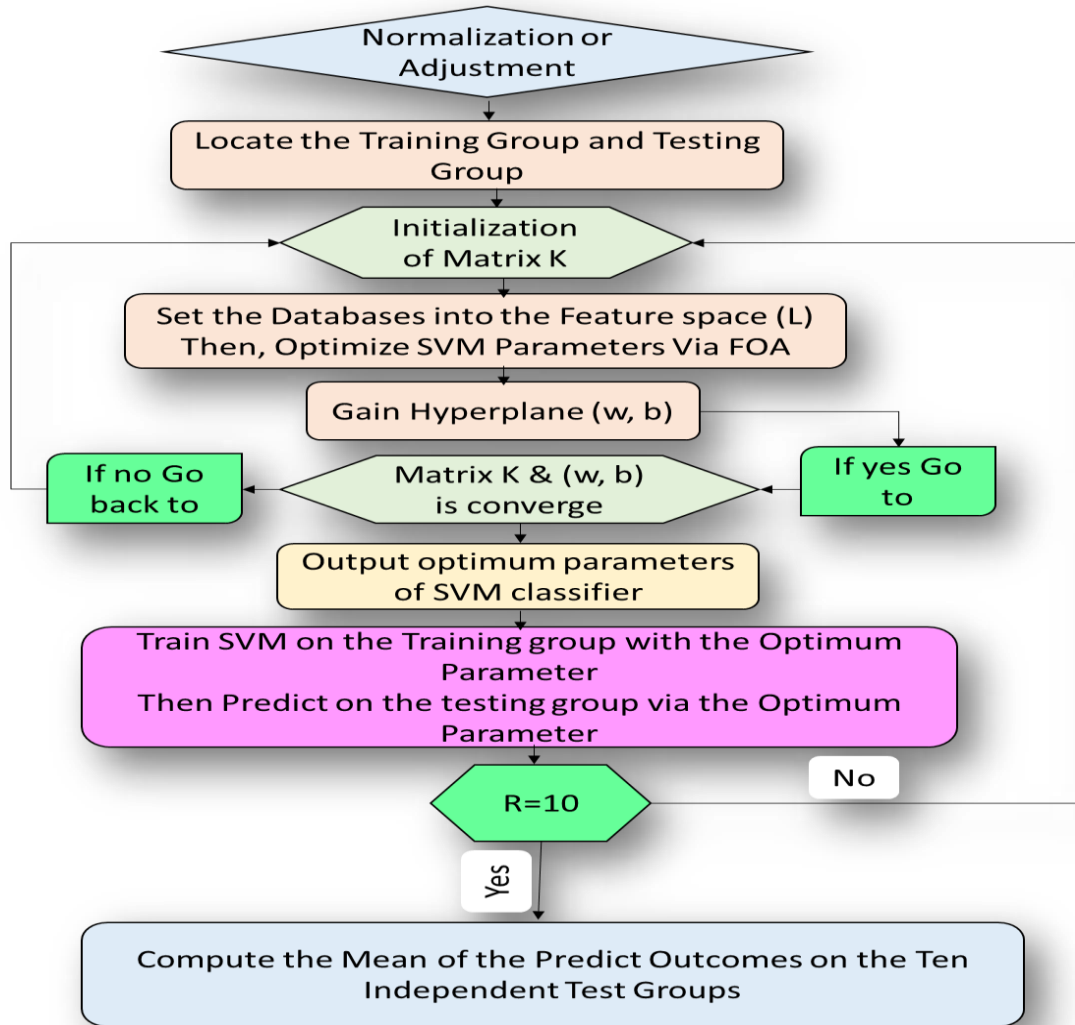 Normalization or
Adjustment
Locate the Training Group and Testing
Group
Initialization
of Matrix K
Set the Databases into the Feature space (L)
Then, Optimize SVM Parameters Via FOA
Gain Hyperplane (w, b)
If no Go
back to
Matrix K & (w, b)
is converge
If yes Go
to
Output optimum parameters
of SVM classifier
Train SVM on the Training group with the Optimum
Parameter
Then Predict on the testing group via the Optimum
Parameter
No
R=10
Yes
Compute the Mean of the Predict Outcomes on the Ten
Independent Test Groups